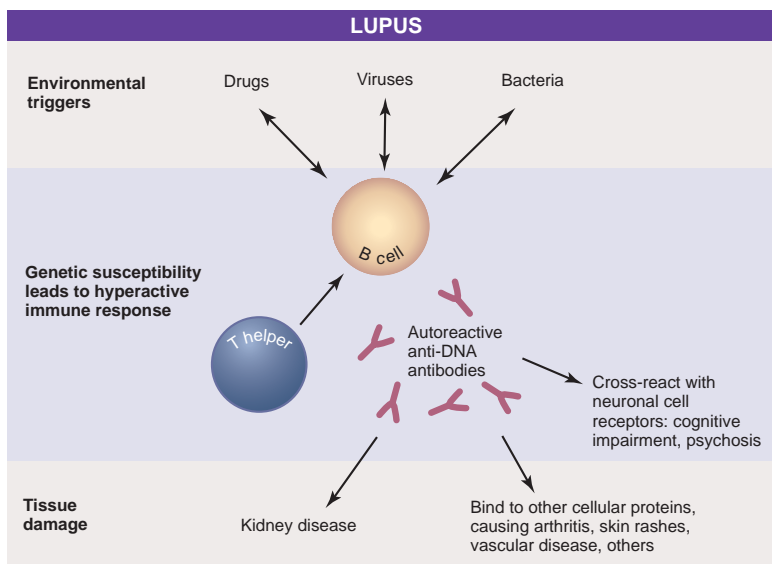 LUPUS
Environmental
triggers
Drugs
Viruses
Bacteria
B cell
Genetic susceptibility
leads to hyperactive
immune response
T helper
Autoreactive
anti-DNA
antibodies
Cross-react with
neuronal cell
receptors: cognitive
impairment, psychosis
Tissue
damage
Kidney disease
Bind to other cellular proteins,
causing arthritis, skin rashes,
vascular disease, others